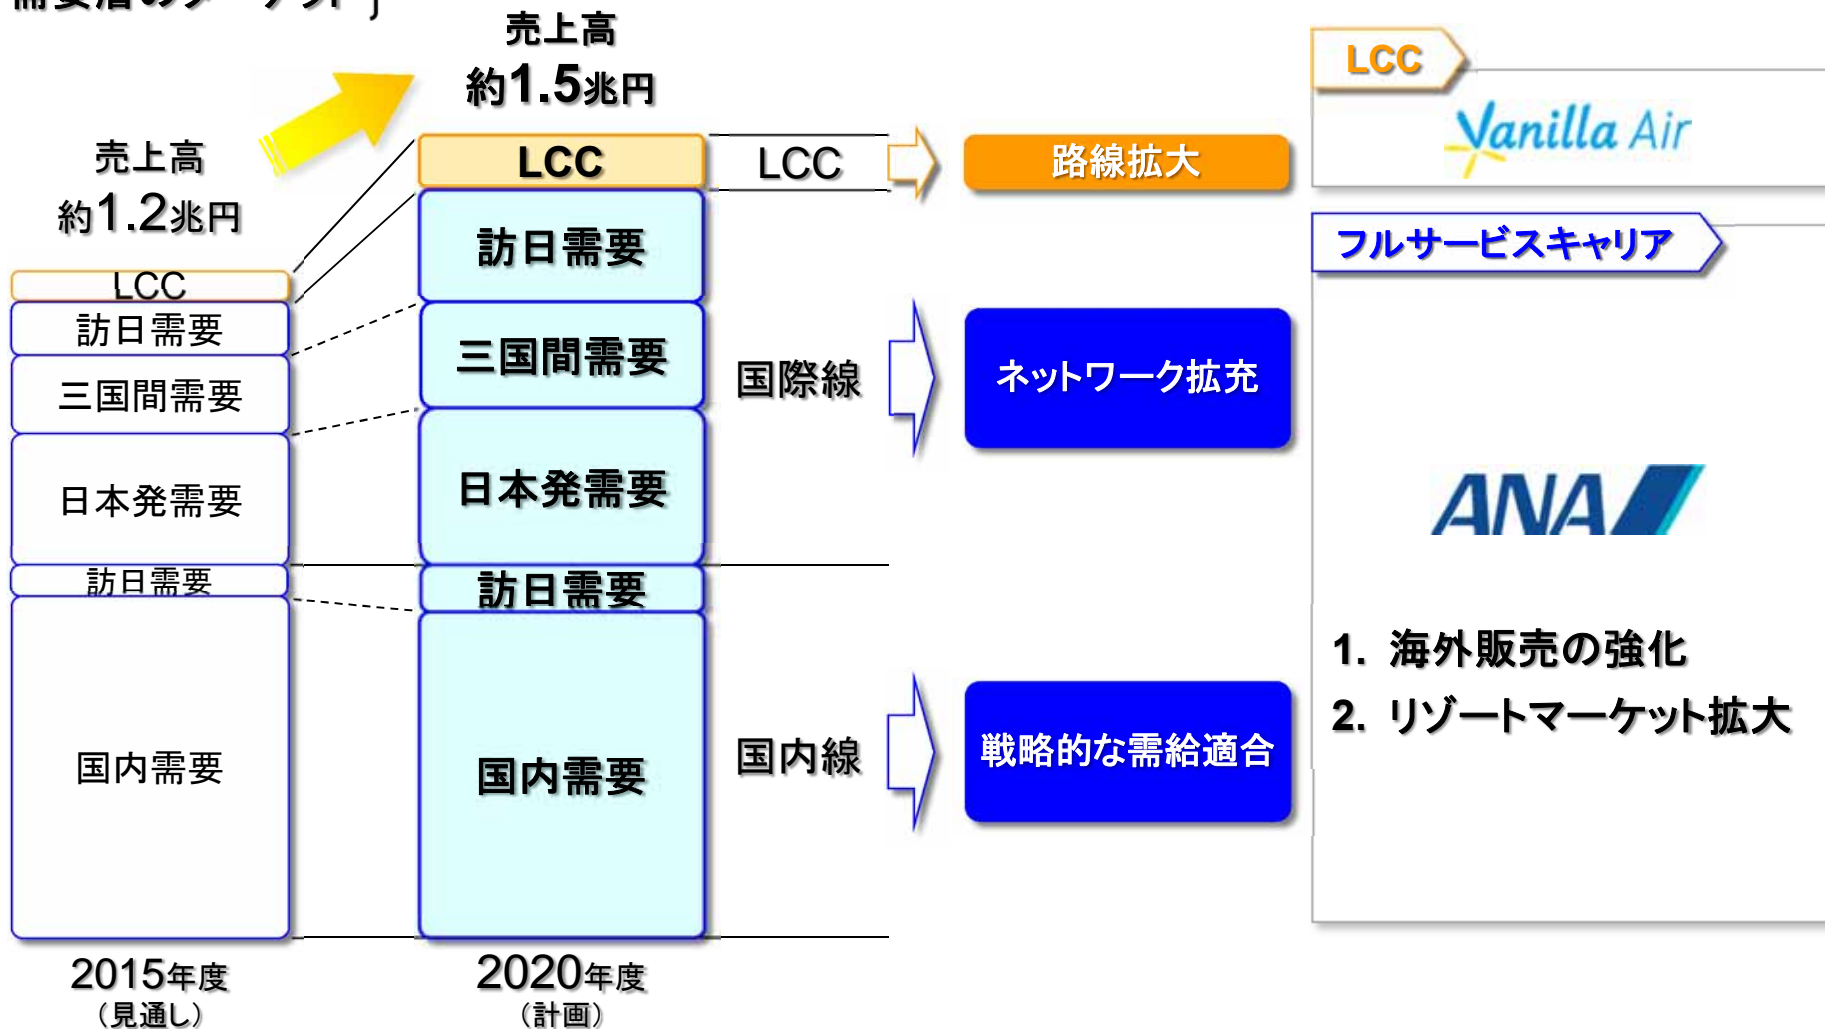 売上高
約1.5兆円
売上高
約1.2兆円
LCC
訪日需要
三国間需要
日本発需要
訪日需要
国内需要
2015年度
（見通し）
LCC
訪日需要
三国間需要
日本発需要
訪日需要
国内需要
2020年度
（計画）
LCC
国際線
国内線
路線拡大
ネットワーク拡充
戦略的な需給適合
LCC
Vanilla Air
フルサービスキャリア
ANA
1. 海外販売の強化
2. リゾートマーケット拡大